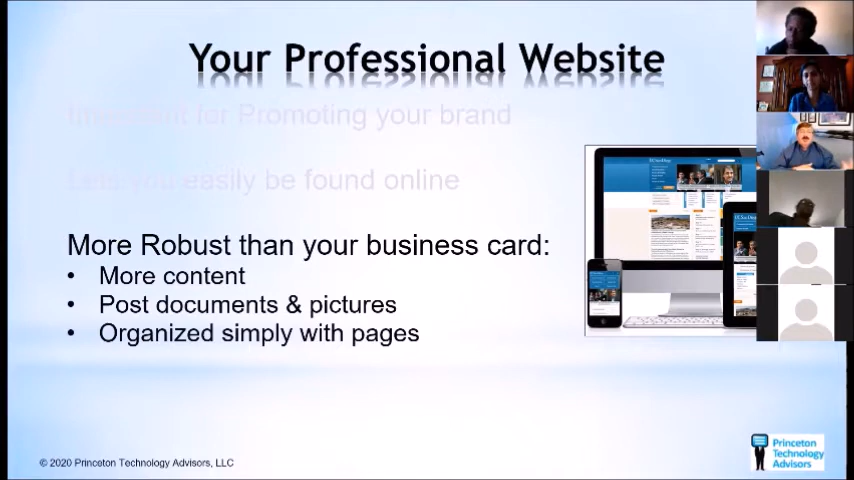 Your Professional Website
Important for Promoting your brand
Lets you easily be found online
More Robust than your business card:
• More content
• Post documents & pictures
• Organized simply with pages
© 2020 Princeton Technology Advisors, LLC
Princeton
Technology
Advisors